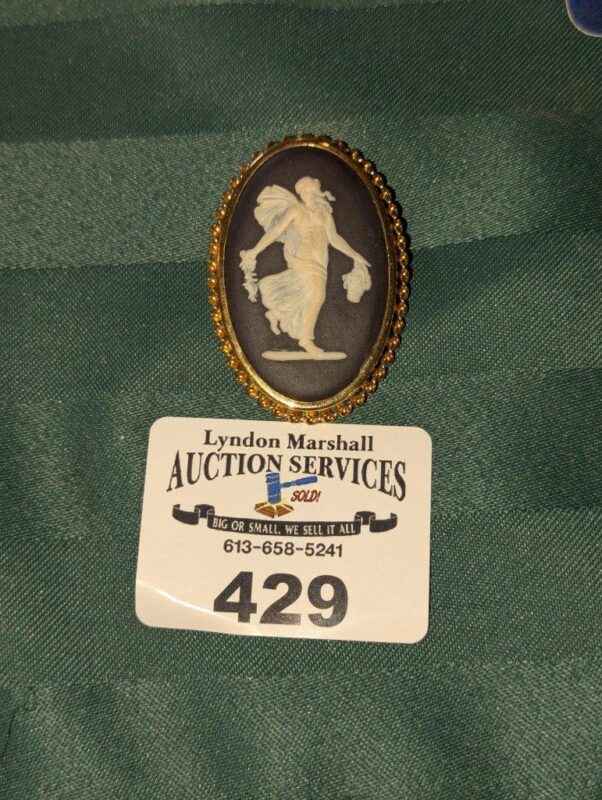 Lyndon Marshall
AUCTION SERVICES
SOLD!
BIG OR SMALL, WE SELL IT ALL
613-658-5241
429